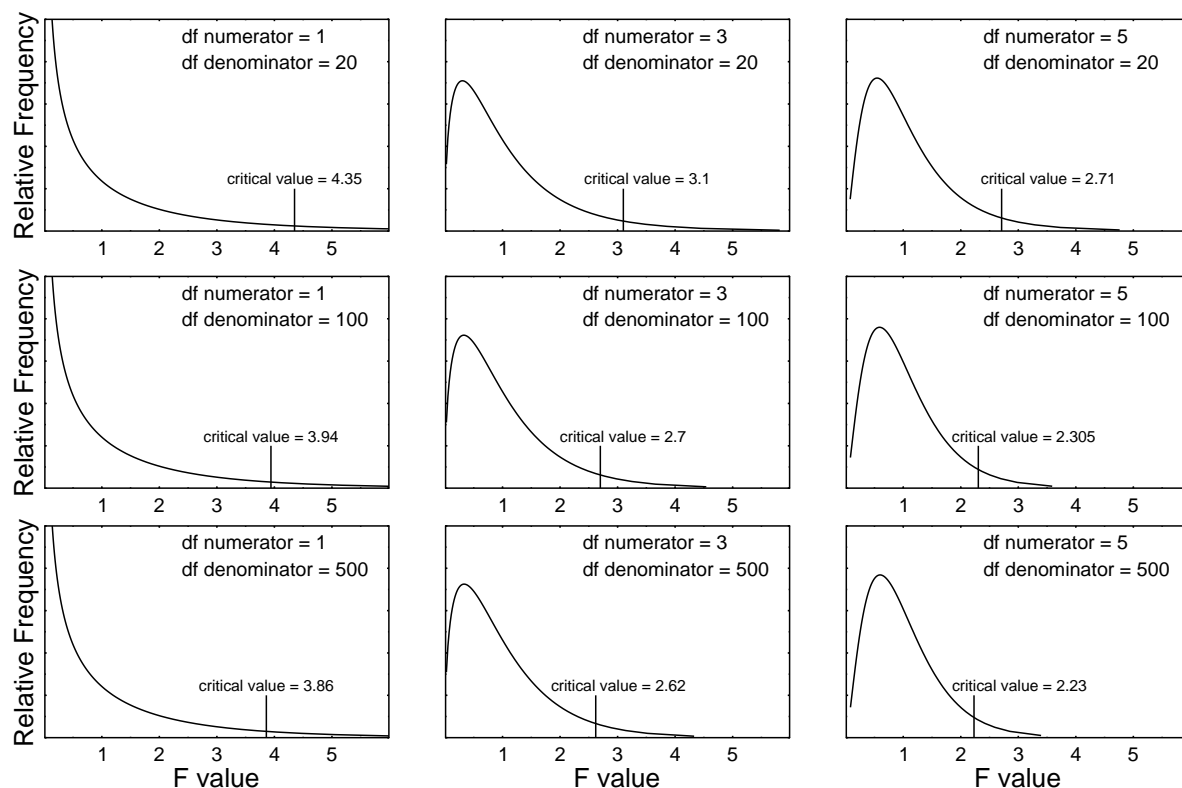 Relative Frequency
df numerator = 1
df denominator = 20
critical value = 4.35
1 2 3 4 5
df numerator = 3
df denominator = 20
critical value = 3.1
1 2 3 4 5
df numerator = 5
df denominator = 20
critical value = 2.71
1 2 3 4 5
Relative Frequency
df numerator = 1
df denominator = 100
critical value = 3.94
1 2 3 4 5
df numerator = 3
df denominator = 100
critical value = 2.7
1 2 3 4 5
df numerator = 5
df denominator = 100
critical value = 2.305
1 2 3 4 5
Relative Frequency
df numerator = 1
df denominator = 500
critical value = 3.86
1 2 3 4 5
F value
df numerator = 3
df denominator = 500
critical value = 2.62
1 2 3 4 5
F value
df numerator = 5
df denominator = 500
critical value = 2.23
1 2 3 4 5
F value